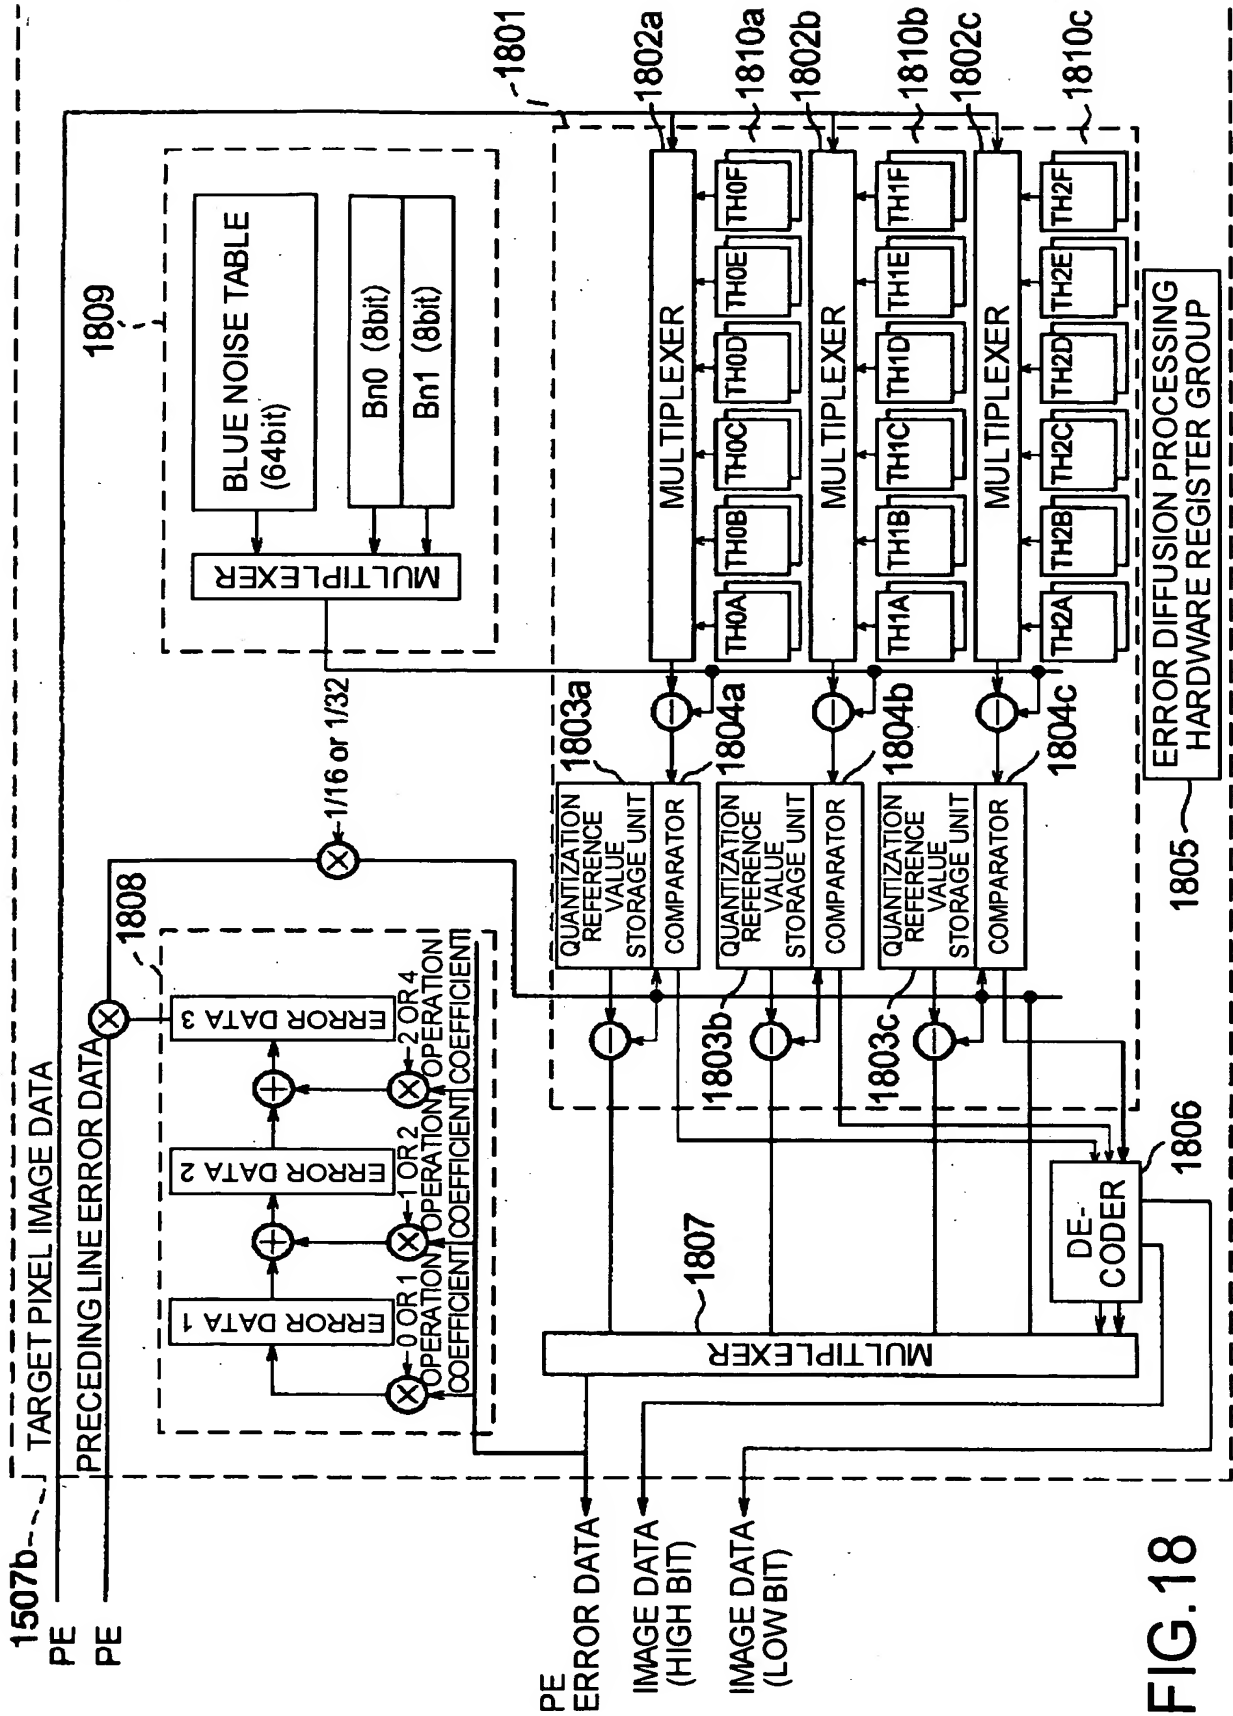 1507b
PE
TARGET PIXEL IMAGE DATA
PE
PRECEDING LINE ERROR DATA
1808
ERROR DATA 1
ERROR DATA 2
ERROR DATA 3
0 OR 1
OPERATION
COEFFICIENT
1 OR 2
OPERATION
COEFFICIENT
2 OR 4
OPERATION
COEFFICIENT
1/16 or 1/32
1809
BLUE NOISE TABLE
(64bit)
Bn0 (8bit)
Bn1 (8bit)
MULTIPLEXER
1801
1802a
1810a
1802b
1810b
1802c
1810c
MULTIPLEXER
TH0A
TH0B
TH0C
TH0D
TH0E
TH0F
MULTIPLEXER
TH1A
TH1B
TH1C
TH1D
TH1E
TH1F
MULTIPLEXER
TH2A
TH2B
TH2C
TH2D
TH2E
TH2F
1803a
QUANTIZATION
REFERENCE
VALUE
STORAGE UNIT
COMPARATOR
1804a
1803b
QUANTIZATION
REFERENCE
VALUE
STORAGE UNIT
COMPARATOR
1804b
1803c
QUANTIZATION
REFERENCE
VALUE
STORAGE UNIT
COMPARATOR
1804c
1805
ERROR DIFFUSION PROCESSING
HARDWARE REGISTER GROUP
1806
DE-
CODER
1807
MULTIPLEXER
PE
ERROR DATA
IMAGE DATA
(HIGH BIT)
IMAGE DATA
(LOW BIT)
FIG. 18